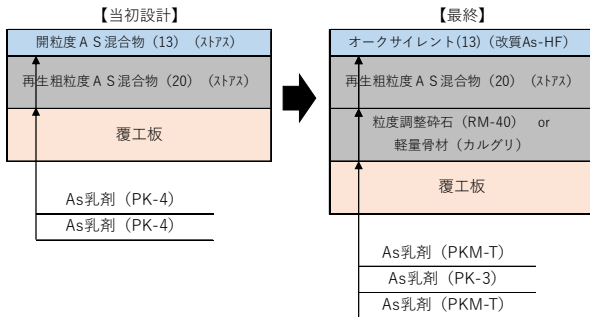 【当初設計】
開粒度ＡＳ混合物（13）（ｽﾄｱｽ）
再生粗粒度ＡＳ混合物（20）（ｽﾄｱｽ）
覆工板
As乳剤（PK-4）
As乳剤（PK-4）
【最終】
オークサイレント(13)（改質As-HF）
再生粗粒度ＡＳ混合物（20）（ｽﾄｱｽ）
粒度調整砕石（RM-40）　or
軽量骨材（カルグリ）
覆工板
As乳剤（PKM-T）
As乳剤（PK-3）
As乳剤（PKM-T）